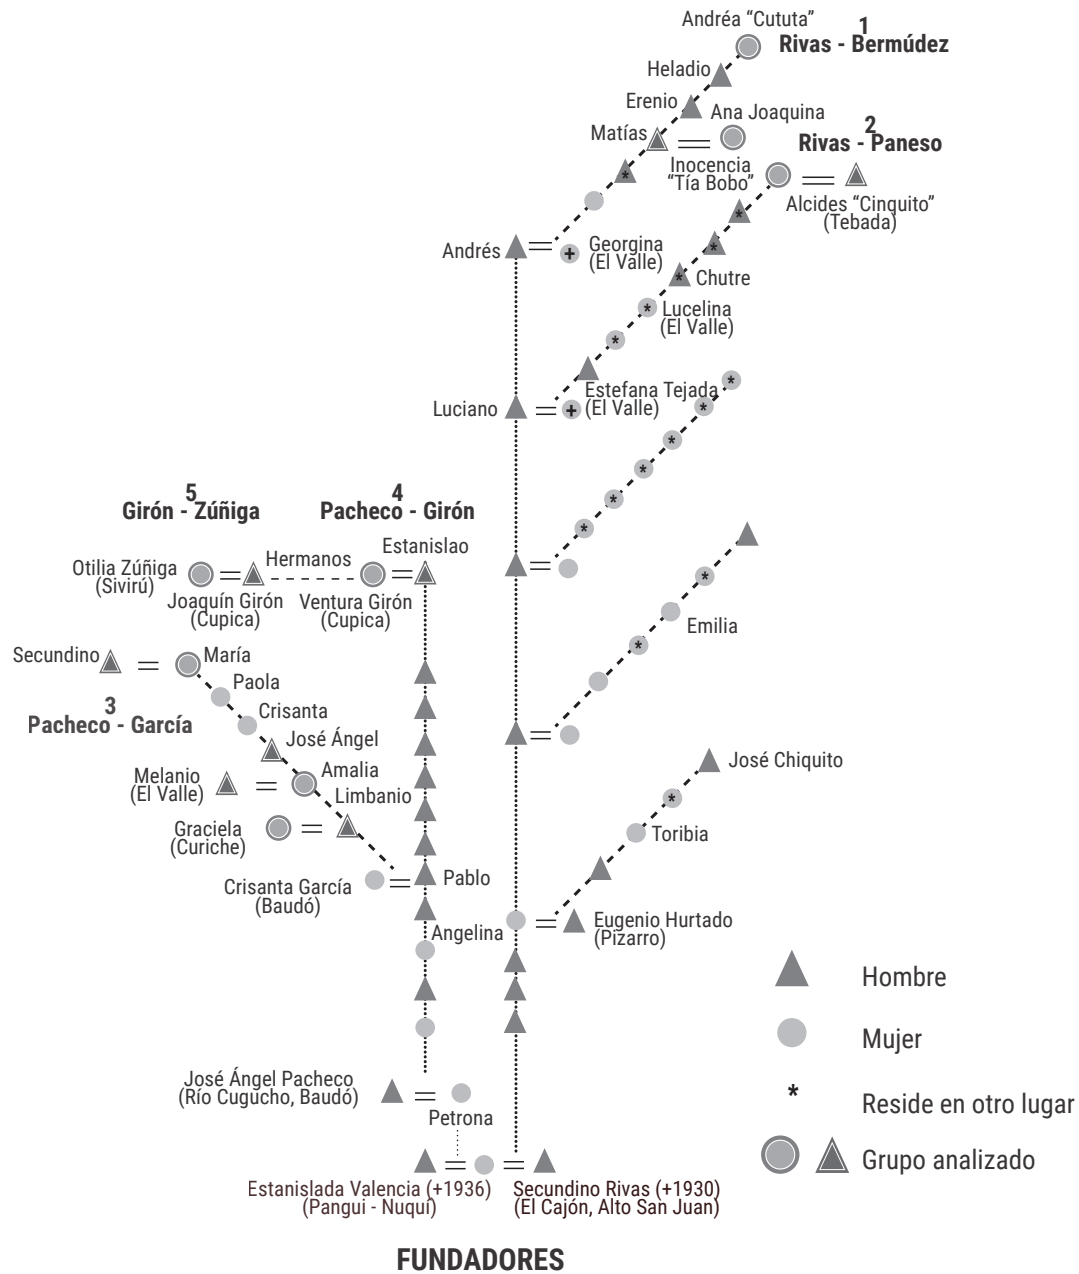 Andréa “Cututa”
1
Rivas - Bermúdez
Heladio
Erenio
Ana Joaquina
Matías
2
Rivas - Paneso
Inocencia
“Tía Bobo”
Alcides “Cinquito”
(Tebada)
Andrés
+
Georgina
(El Valle)
*
*
*
*
Chutre
*
Lucelina
(El Valle)
*
Estefana Tejada
(El Valle)
Luciano
+
*
*
*
*
*
*
5
Girón - Zúñiga
4
Pacheco - Girón
Estanislao
Hermanos
Otilia Zúñiga
(Sivirú)
Joaquín Girón
(Cupica)
Ventura Girón
(Cupica)
*
Emilia
*
Secundino
María
Paola
3
Pacheco - García
Crisanta
José Ángel
Melanio
(El Valle)
Amalia
Limbanio
Graciela
(Curiche)
José Chiquito
*
Toribia
Crisanta García
(Baudó)
Pablo
Angelina
Eugenio Hurtado
(Pizarro)
Hombre
Mujer
*
Reside en otro lugar
Grupo analizado
José Ángel Pacheco
(Río Cugucho, Baudó)
Petrona
Estanislada Valencia (+1936)
(Pangui - Nuquí)
Secundino Rivas (+1930)
(El Cajón, Alto San Juan)
FUNDADORES